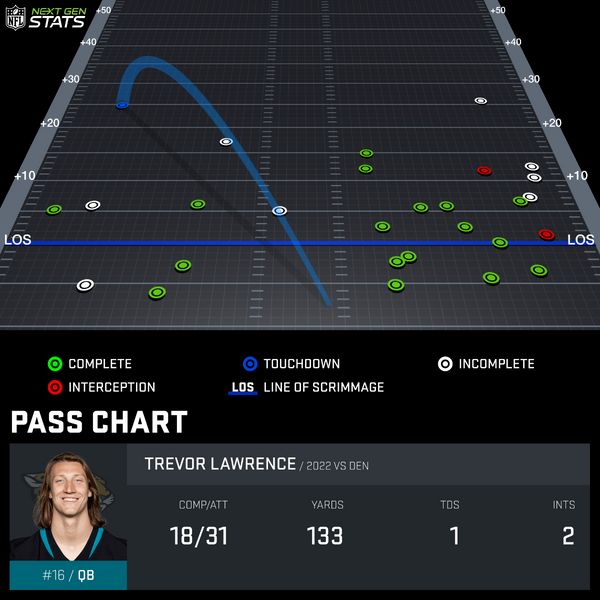 NFL NEXT GEN STATS
+50 +50
+40 +40
+30 +30
+20 +20
+10 +10
LOS LOS
COMPLETE TOUCHDOWN INCOMPLETE
INTERCEPTION LOS LINE OF SCRIMMAGE
PASS CHART
TREVOR LAWRENCE / 2022 VS DEN
COMP/ATT YARDS TDS INTS
18/31 133 1 2
#16 / QB